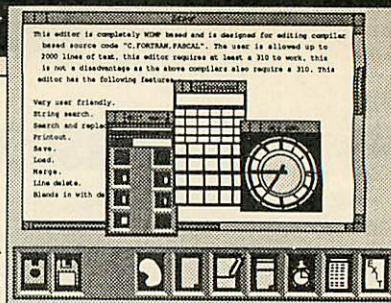 This editor is completely WIMP based and is designed for editing compiler
based source code "C,FORTRAN,PASCAL". The user is allowed up to
2000 lines of text, this editor requires at least a 310 to work, this
is not a disadvantage as the above compilers also require a 310. This
editor has the following features
Very user friendly.
String search.
Search and repla
Printout.
Save.
Load.
Merge.
Line delete.
Blends in with de